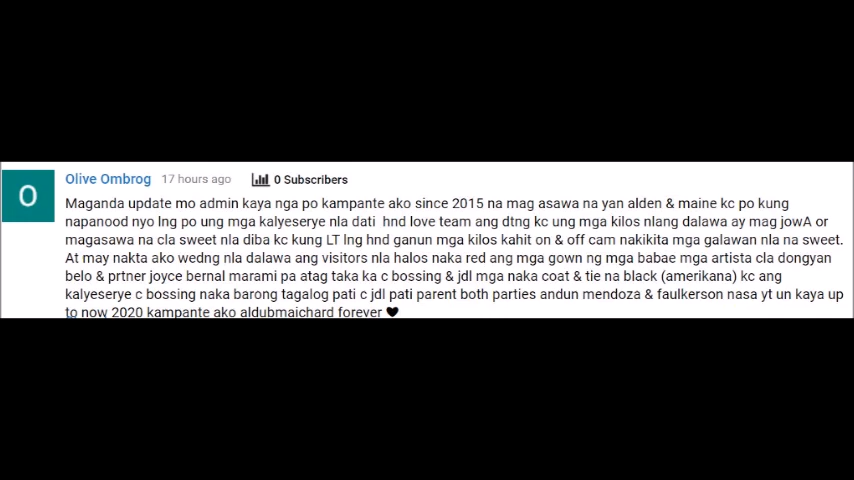 O
Olive Ombrog 17 hours ago 0 Subscribers
Maganda update mo admin kaya nga po kampante ako since 2015 na mag asawa na yan alden & maine kc po kung
napanood nyo lng po ung mga kalyeserye nla dati hnd love team ang dtng kc ung mga kilos nlang dalawa ay mag jowA or
magasawa na cla sweet nla diba kc kung LT lng hnd ganun mga kilos kahit on & off cam nakikita mga galawan nla na sweet.
At may nakta ako wedng nla dalawa ang visitors nla halos naka red ang mga gown ng mga babae mga artista cla dongyan
belo & prtner joyce bernal marami pa atag taka ka c bossing & jdl mga naka coat & tie na black (amerikana) kc ang
kalyeserye c bossing naka barong tagalog pati c jdl pati parent both parties andun mendoza & faulkerson nasa yt un kaya up
to now 2020 kampante ako aldubmaichard forever 🖤